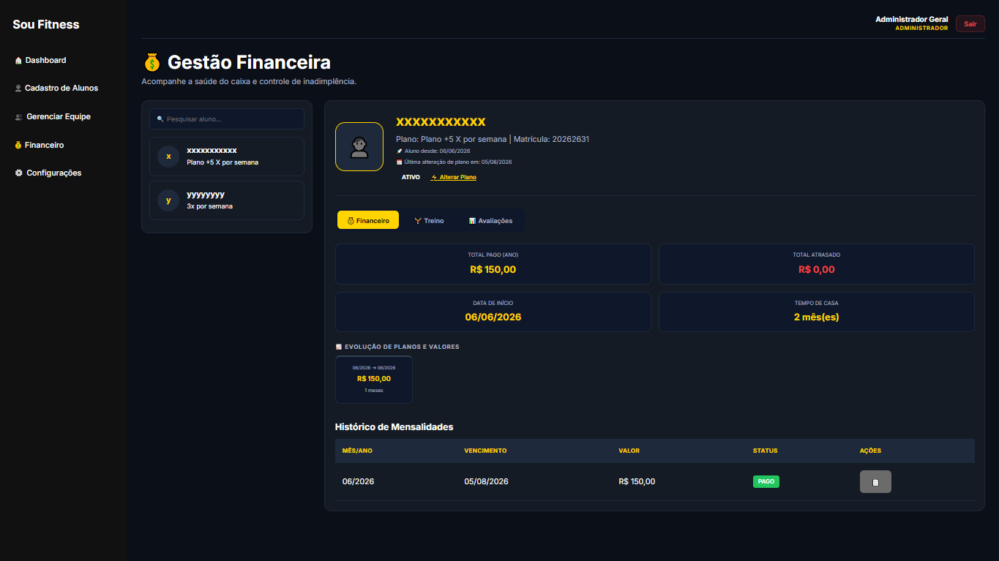 Sou Fitness
Dashboard
Cadastro de Alunos
Gerenciar Equipe
Financeiro
Configurações
Administrador Geral
ADMINISTRADOR
Sair
Gestão Financeira
Acompanhe a saúde do caixa e controle de inadimplência.
Pesquisar aluno...
x
xxxxxxxxxxx
Plano +5 X por semana
y
yyyyyyyy
3x por semana
xxxxxxxxxxx
Plano: Plano +5 X por semana | Matrícula: 20262631
Aluno desde: 06/06/2026
Última alteração de plano em: 05/08/2026
ATIVO Alterar Plano
Financeiro Treino Avaliações
TOTAL PAGO (ANO)
R$ 150,00
TOTAL ATRASADO
R$ 0,00
DATA DE INÍCIO
06/06/2026
TEMPO DE CASA
2 mês(es)
EVOLUÇÃO DE PLANOS E VALORES
06/2026 → 06/2026
R$ 150,00
1 meses
Histórico de Mensalidades
MÊS/ANO VENCIMENTO VALOR STATUS AÇÕES
06/2026 05/08/2026 R$ 150,00 PAGO